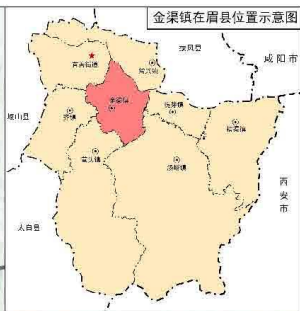 金渠镇在眉县位置示意图
扶风县
咸阳市
首善街道
常兴镇
岐山县
金渠镇
槐芽镇
齐镇
横渠镇
营头镇
汤峪镇
西安市
太白县